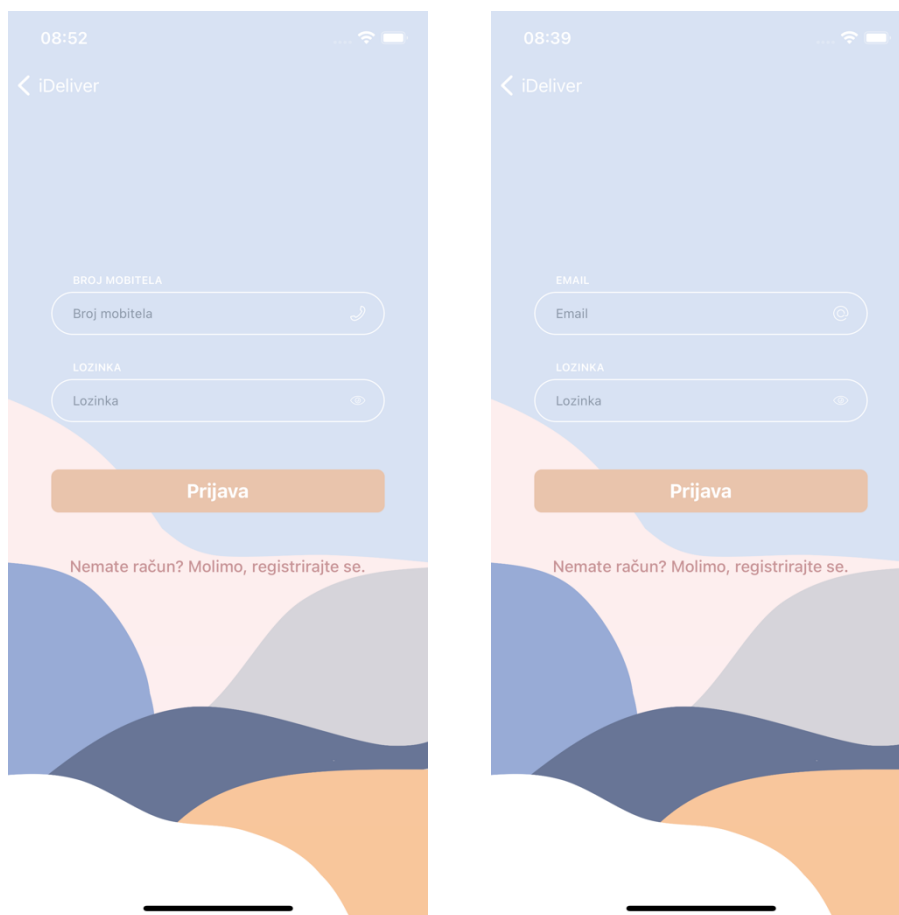 08:52
iDeliver
BROJ MOBITELA
Broj mobitela
LOZINKA
Lozinka
Prijava
Nemate račun? Molimo, registrirajte se.
08:39
iDeliver
EMAIL
Email
LOZINKA
Lozinka
Prijava
Nemate račun? Molimo, registrirajte se.